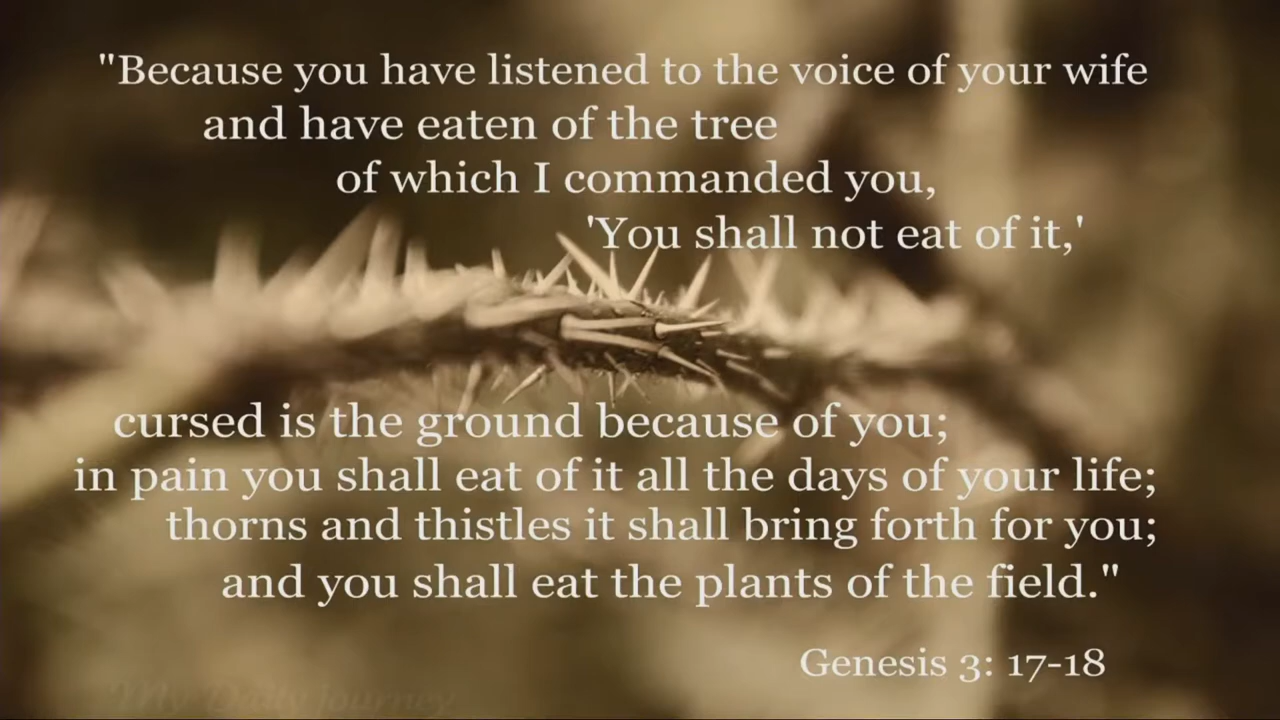 "Because you have listened to the voice of your wife
and have eaten of the tree
of which I commanded you,
'You shall not eat of it,'
cursed is the ground because of you;
in pain you shall eat of it all the days of your life;
thorns and thistles it shall bring forth for you;
and you shall eat the plants of the field."
Genesis 3: 17-18
My Daily journey